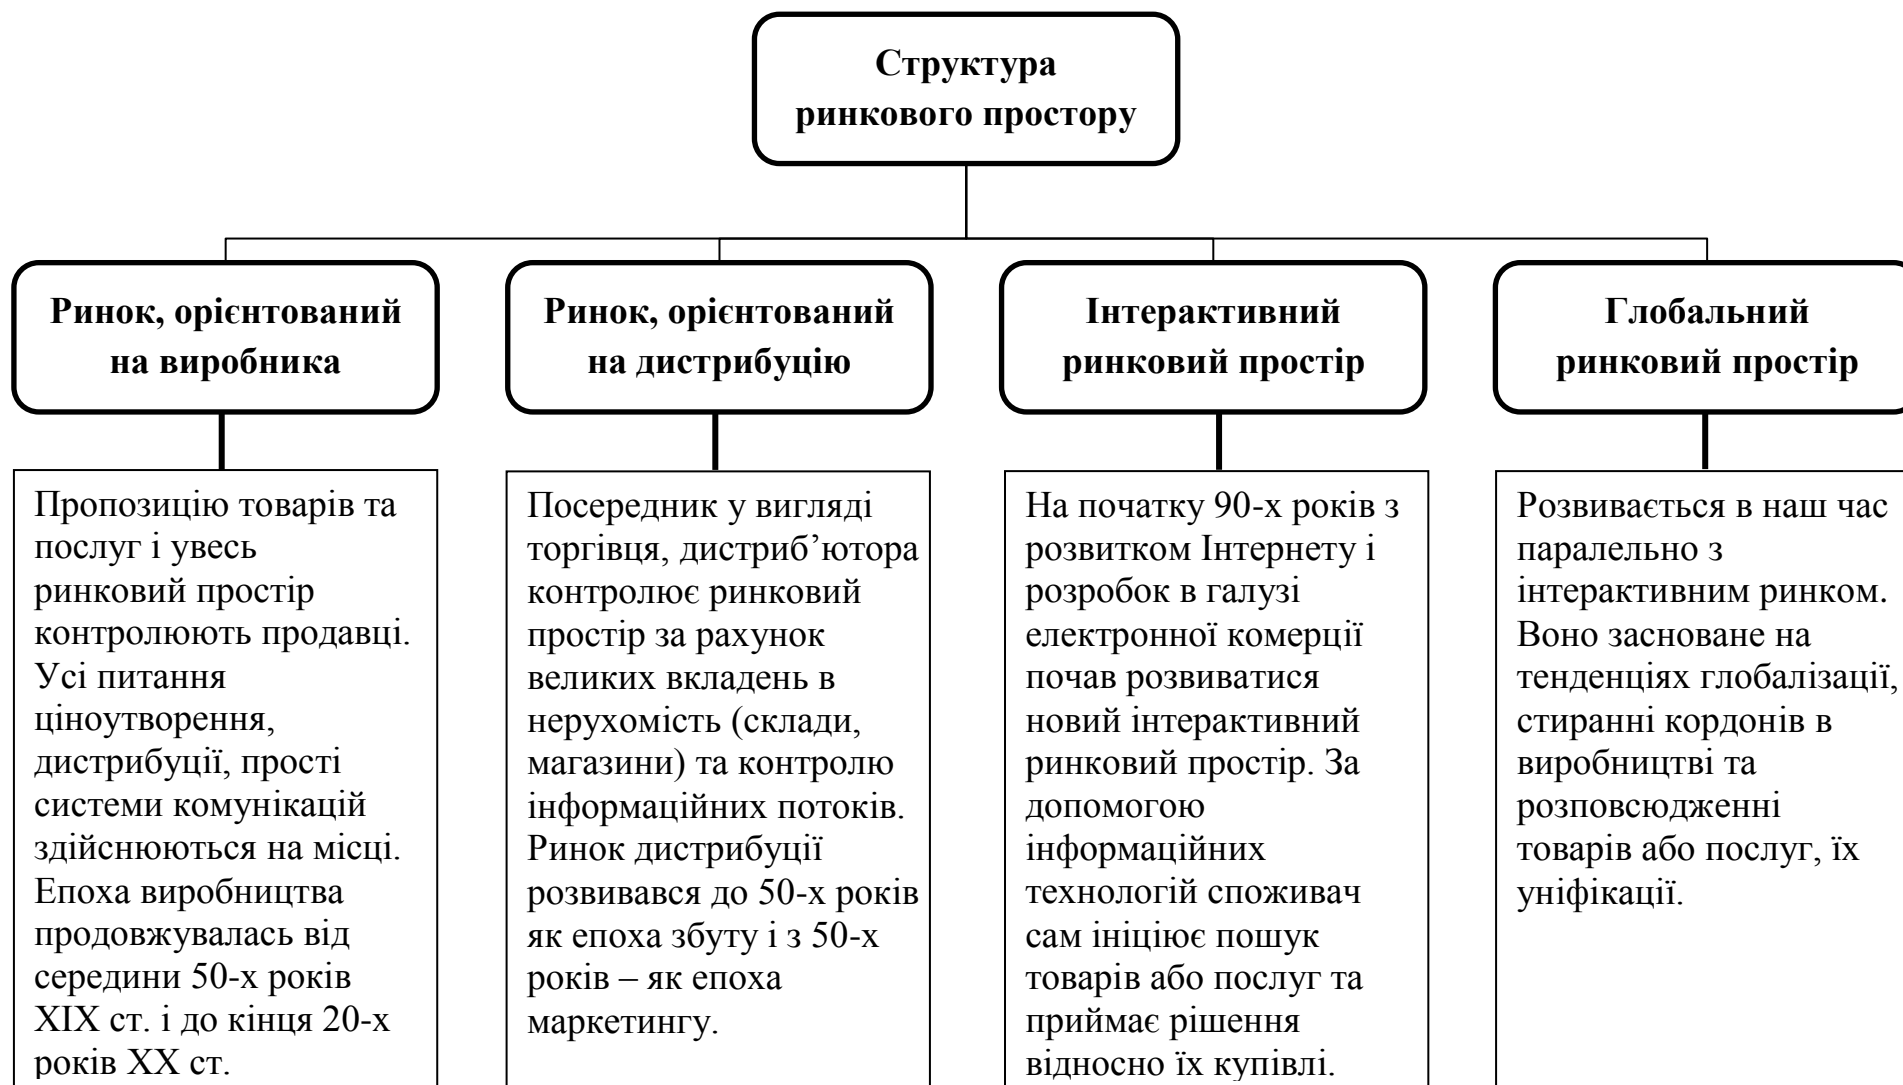 Структура
ринкового простору
Ринок, орієнтований
на виробника
Ринок, орієнтований
на дистрибуцію
Інтерактивний
ринковий простір
Глобальний
ринковий простір
Пропозицію товарів та
послуг і увесь
ринковий простір
контролюють продавці.
Усі питання
ціноутворення,
дистрибуції, прості
системи комунікацій
здійснюються на місці.
Епоха виробництва
продовжувалась від
середини 50-х років
XIX ст. і до кінця 20-х
років XX ст.
Посередник у вигляді
торгівця, дистриб’ютора
контролює ринковий
простір за рахунок
великих вкладень в
нерухомість (склади,
магазини) та контролю
інформаційних потоків.
Ринок дистрибуції
розвивався до 50-х років
як епоха збуту і з 50-х
років – як епоха
маркетингу.
На початку 90-х років з
розвитком Інтернету і
розробок в галузі
електронної комерції
почав розвиватися
новий інтерактивний
ринковий простір. За
допомогою
інформаційних
технологій споживач
сам ініціює пошук
товарів або послуг та
приймає рішення
відносно їх купівлі.
Розвивається в наш час
паралельно з
інтерактивним ринком.
Воно засноване на
тенденціях глобалізації,
стиранні кордонів в
виробництві та
розповсюдженні
товарів або послуг, їх
уніфікації.